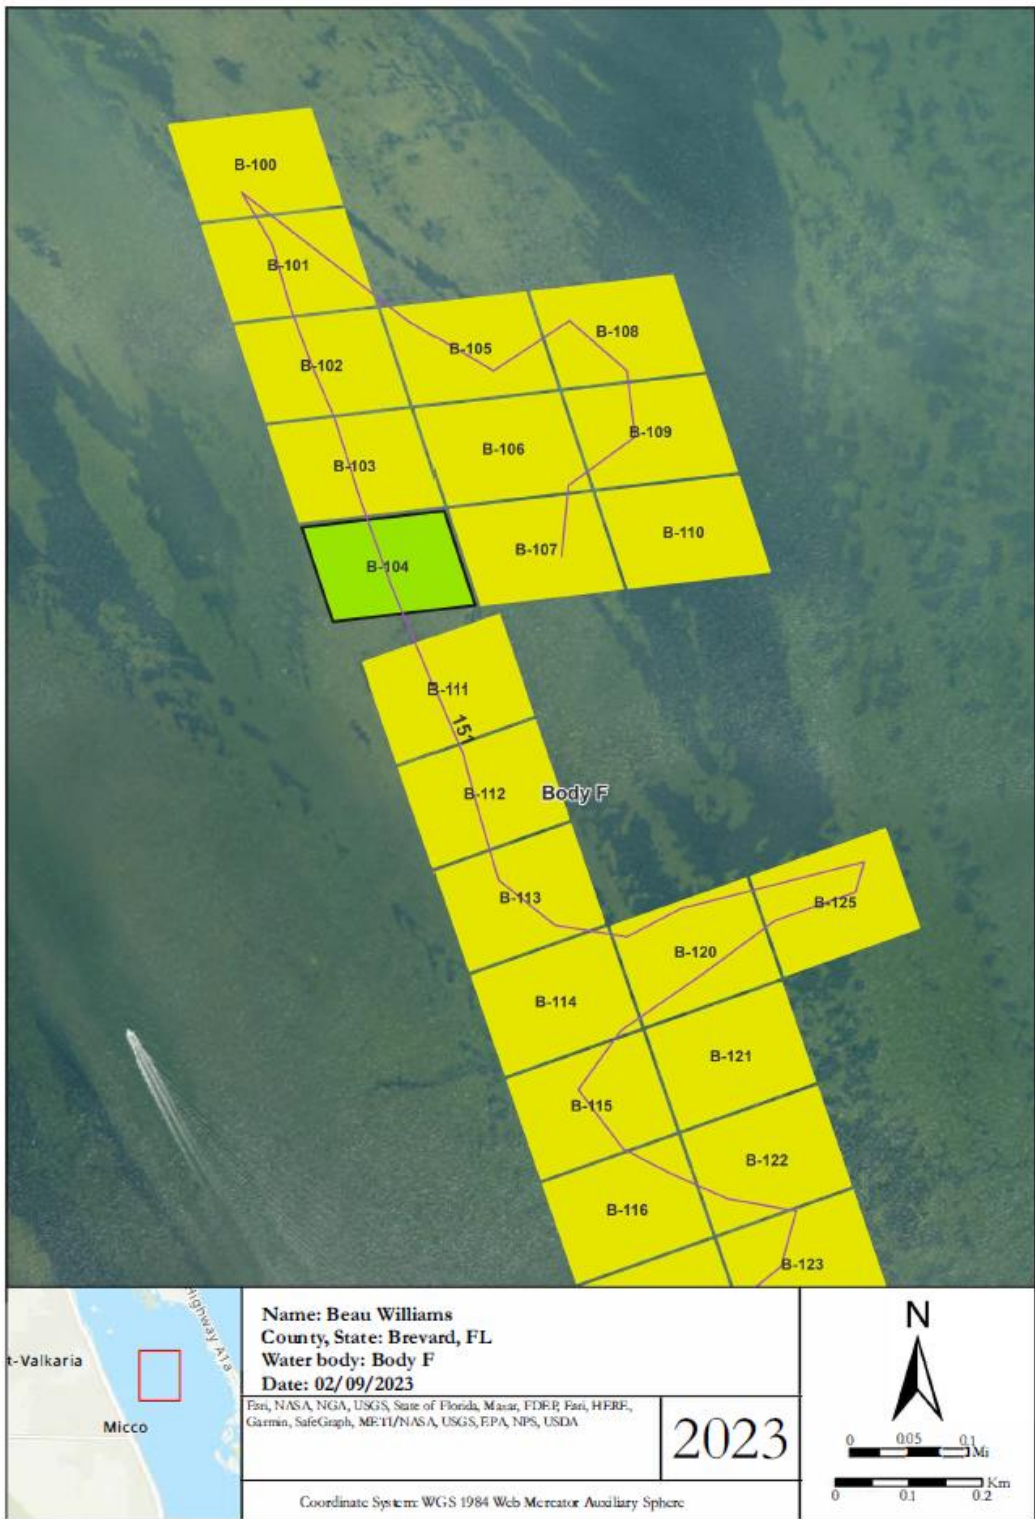 B-100
B-101
B-102
B-108
B-105
B-109
B-106
B-103
B-110
B-107
B-104
B-111
151
B-112
Body F
B-113
B-125
B-120
B-114
B-121
B-115
B-122
B-116
B-123
Highway A1a
t-Valkaria
Micco
Name: Beau Williams
County, State: Brevard, FL
Water body: Body F
Date: 02/09/2023
Esri, NASA, NGA, USGS, State of Florida, Maxar, FDEP, Esri, HERE,
Garmin, SafeGraph, METI/NASA, USGS, EPA, NPS, USDA
2023
Coordinate System: WGS 1984 Web Mercator Auxiliary Sphere
N
0 0.05 0.1
Mi
Km
0 0.1 0.2